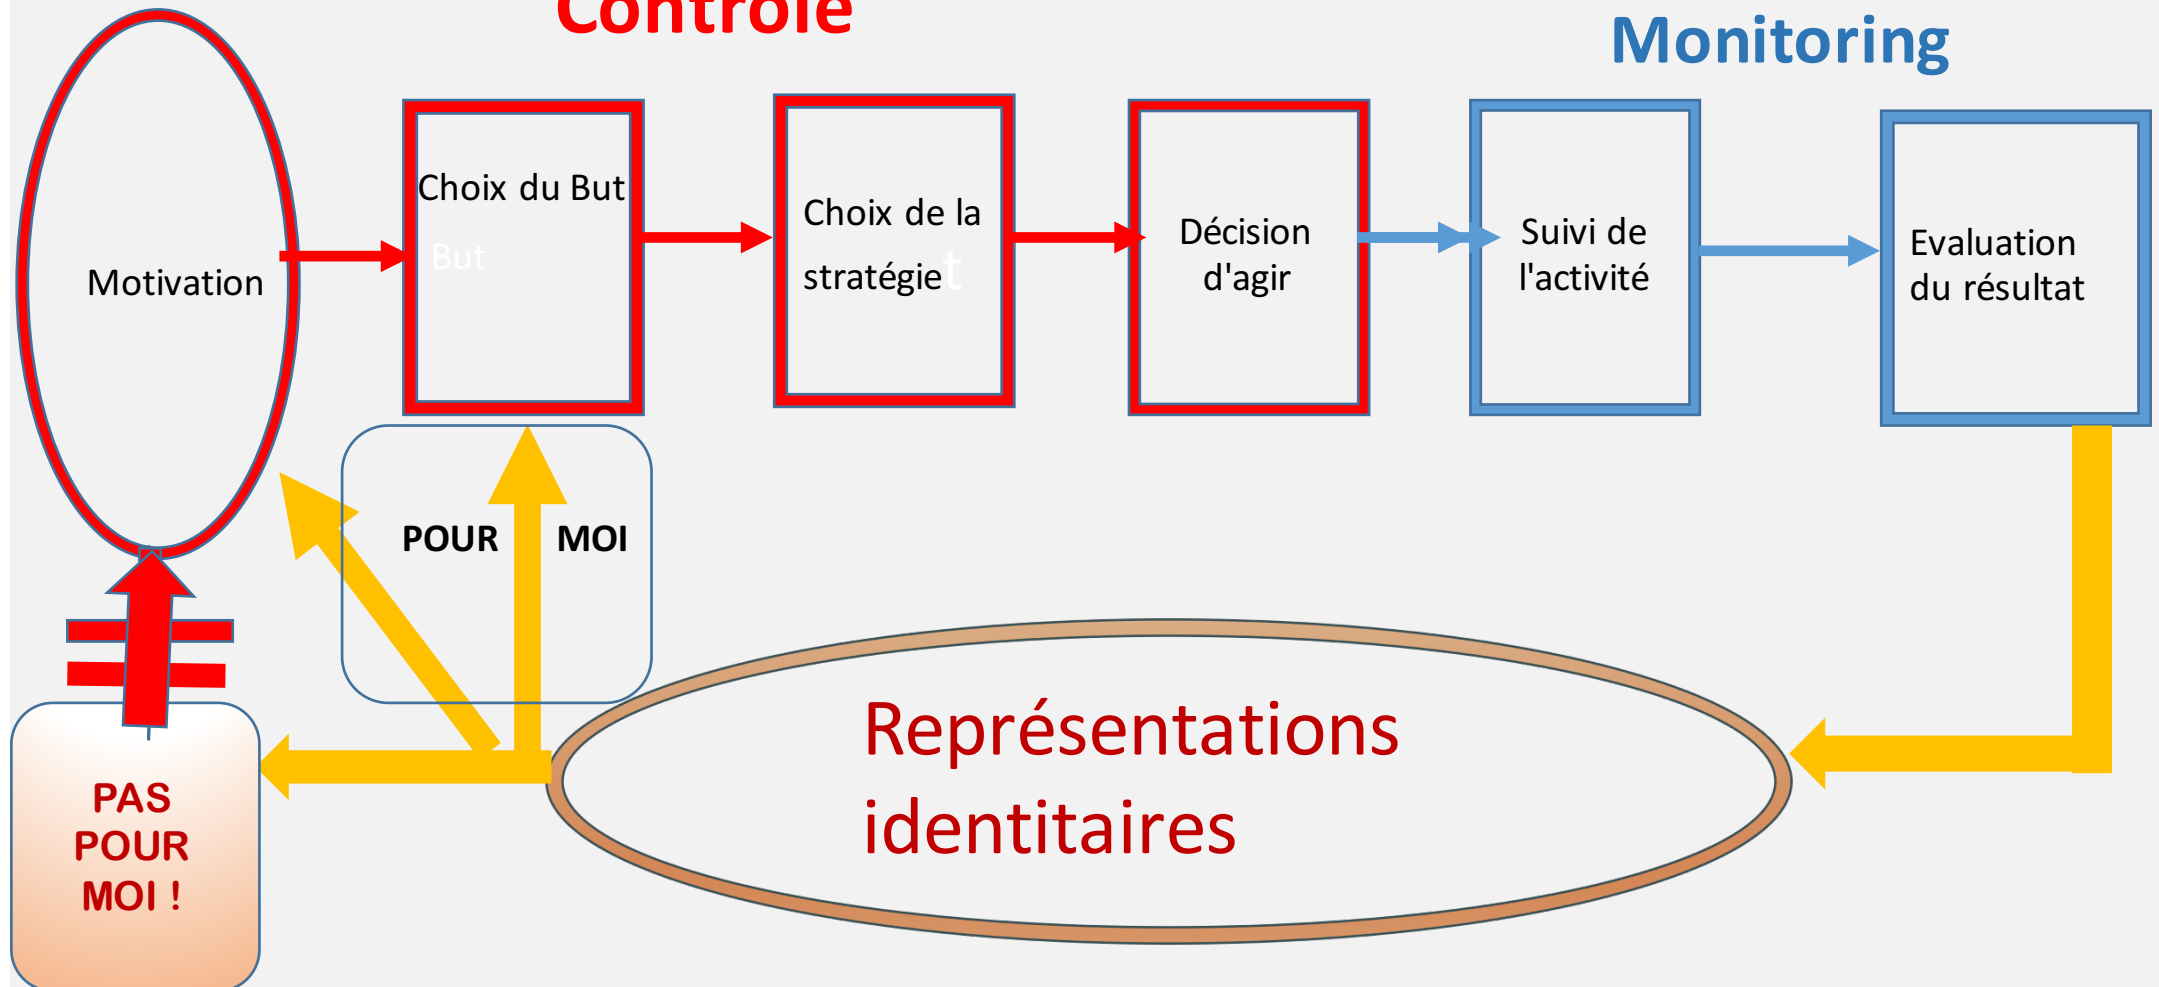 Contrôle
Monitoring
Motivation
Choix du But
But
Choix de la
stratégie t
Décision
d'agir
Suivi de
l'activité
Evaluation
du résultat
POUR MOI
Représentations
identitaires
PAS
POUR
MOI !